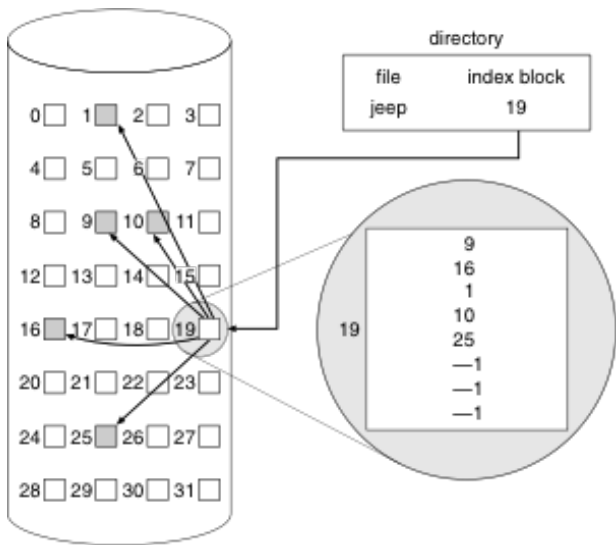 directory
file index block
jeep 19
0 1 2 3
4 5 6 7
8 9 10 11
12 13 14 15
16 17 18 19
20 21 22 23
24 25 26 27
28 29 30 31
19
9
16
1
10
25
—1
—1
—1